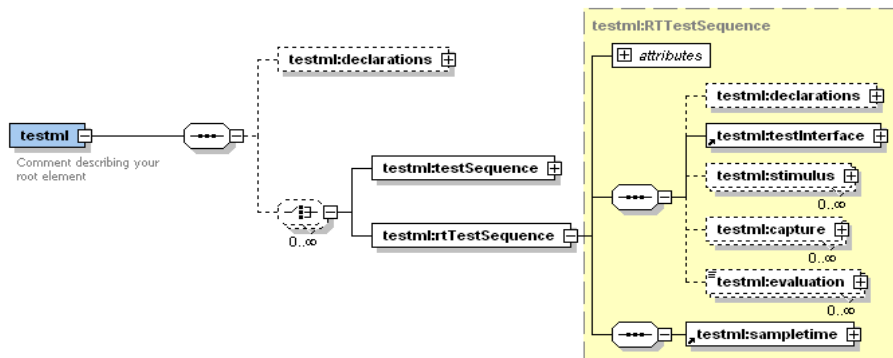 testml:RTTestSequence
attributes
testml:declarations
testml:declarations
testml
testml:testInterface
Comment describing your
root element
testml:testSequence
testml:stimulus
0..∞
testml:rtTestSequence
0..∞
testml:capture
0..∞
testml:evaluation
0..∞
testml:sampletime